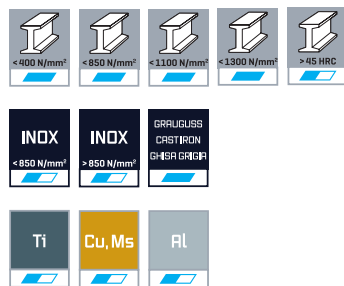 <400 N/mm² <850 N/mm² <1100 N/mm² <1300 N/mm² >45 HRC
INOX
<850 N/mm²
INOX
>850 N/mm²
GRAUGUSS
CAST IRON
GHISA GRIGIA
Ti Cu, Ms Al